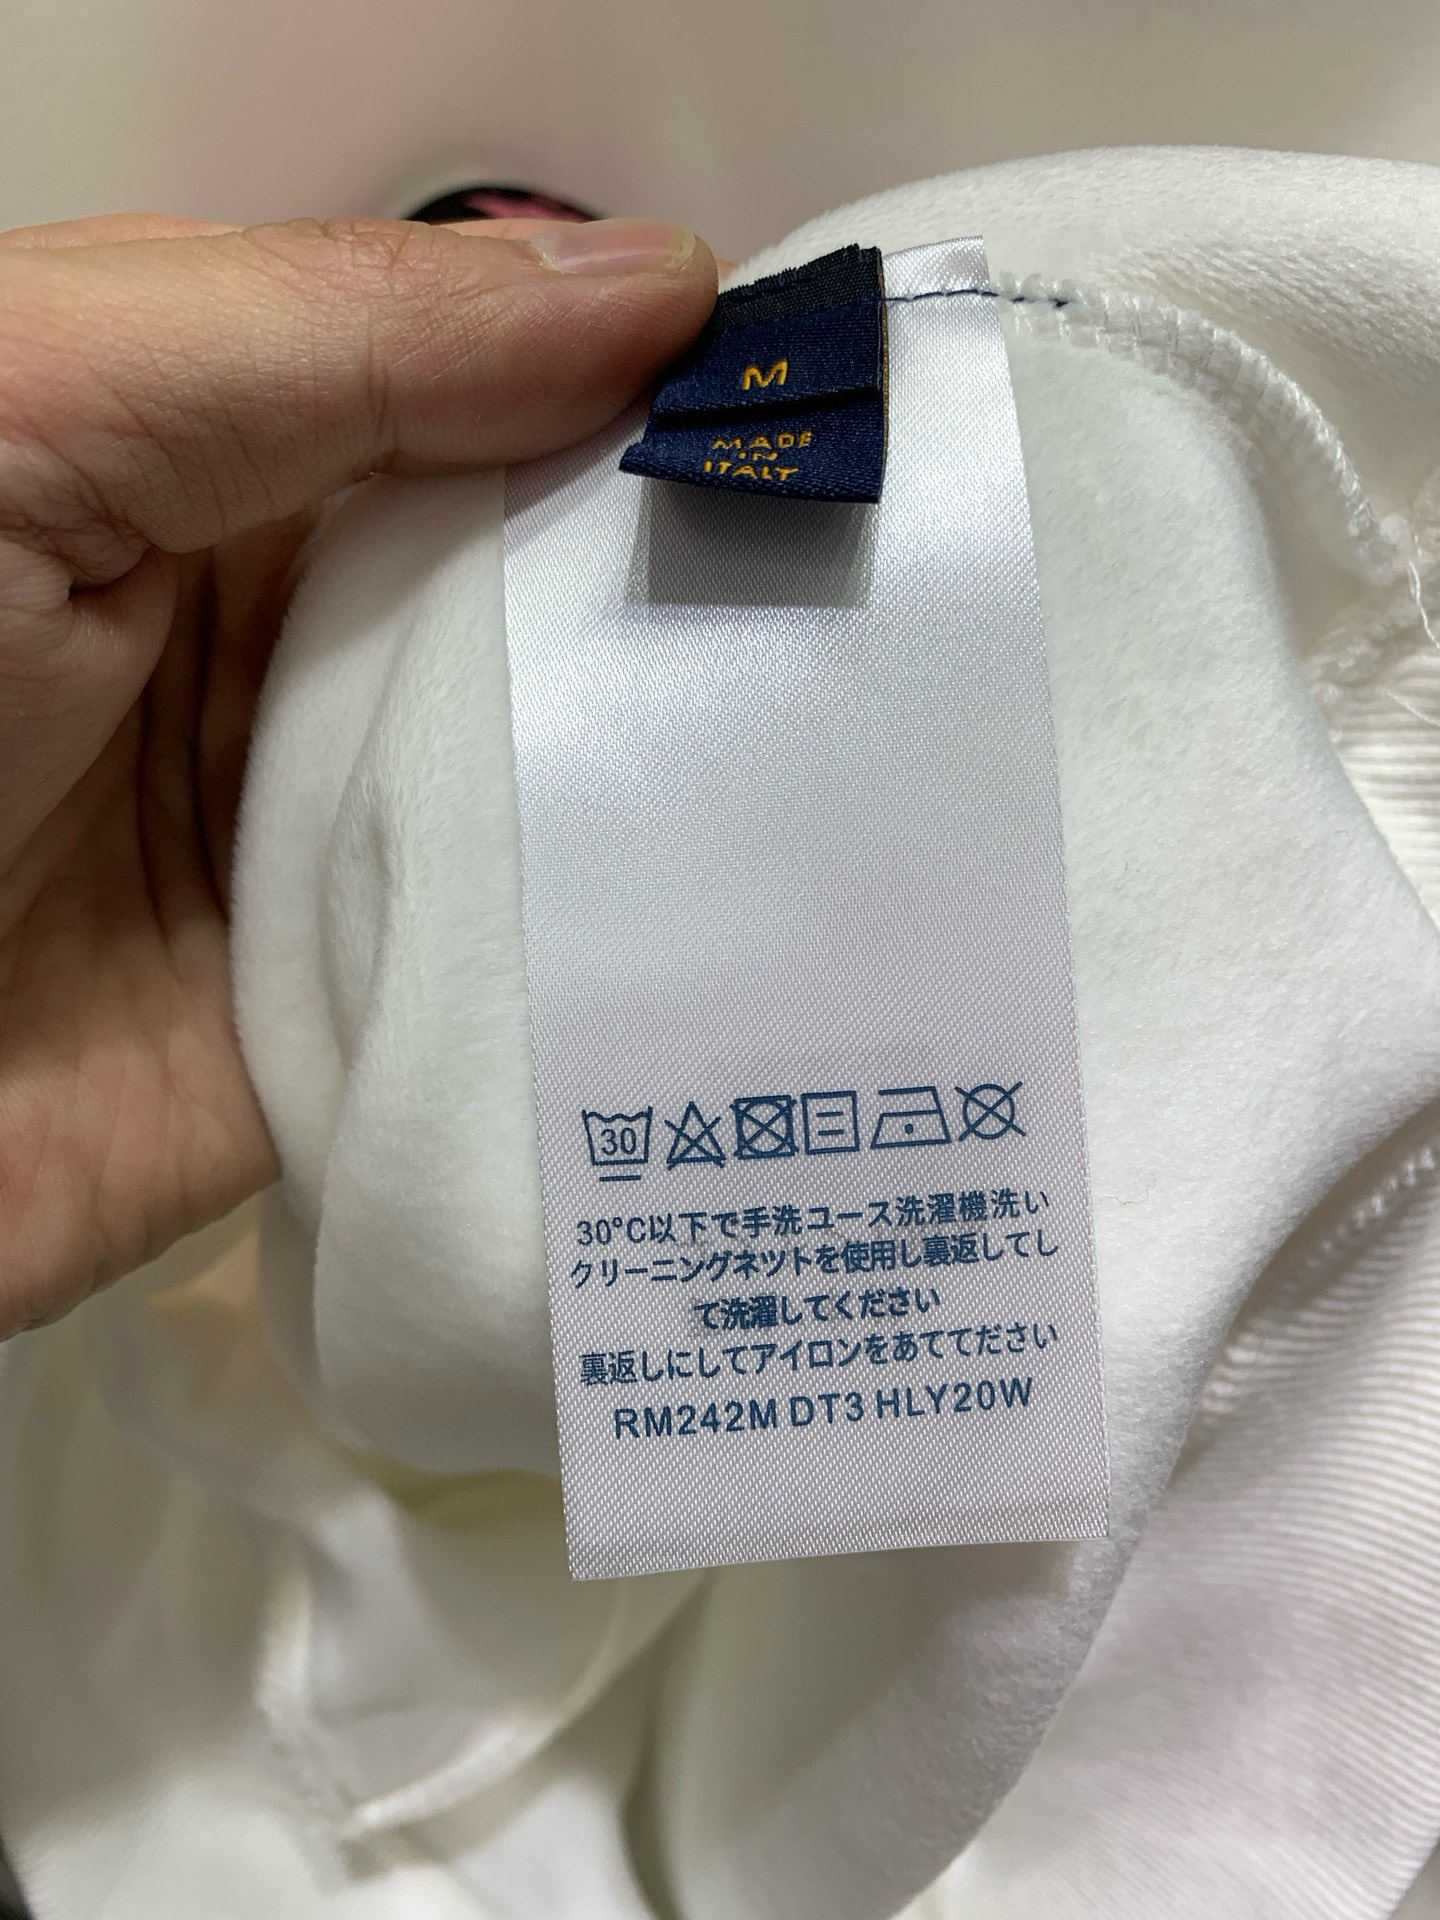 M
MADE
IN
ITALY
30
30°C以下で手洗ユース洗濯機洗い
クリーニングネツトを使用し裏返してし
て洗濯してください
裏返しにしてアイロンをあててださい
RM242M DT3 HLY20W